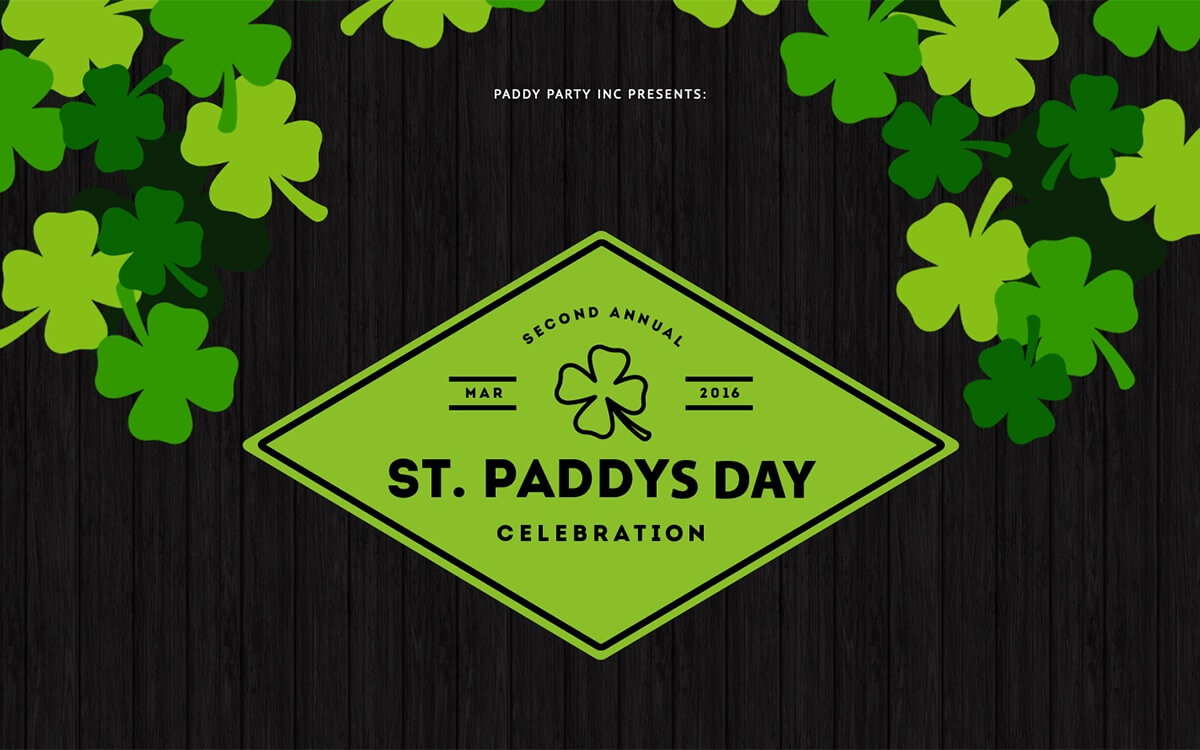 PADDY PARTY INC PRESENTS:
SECOND ANNUAL
MAR 2016
ST. PADDYS DAY
CELEBRATION